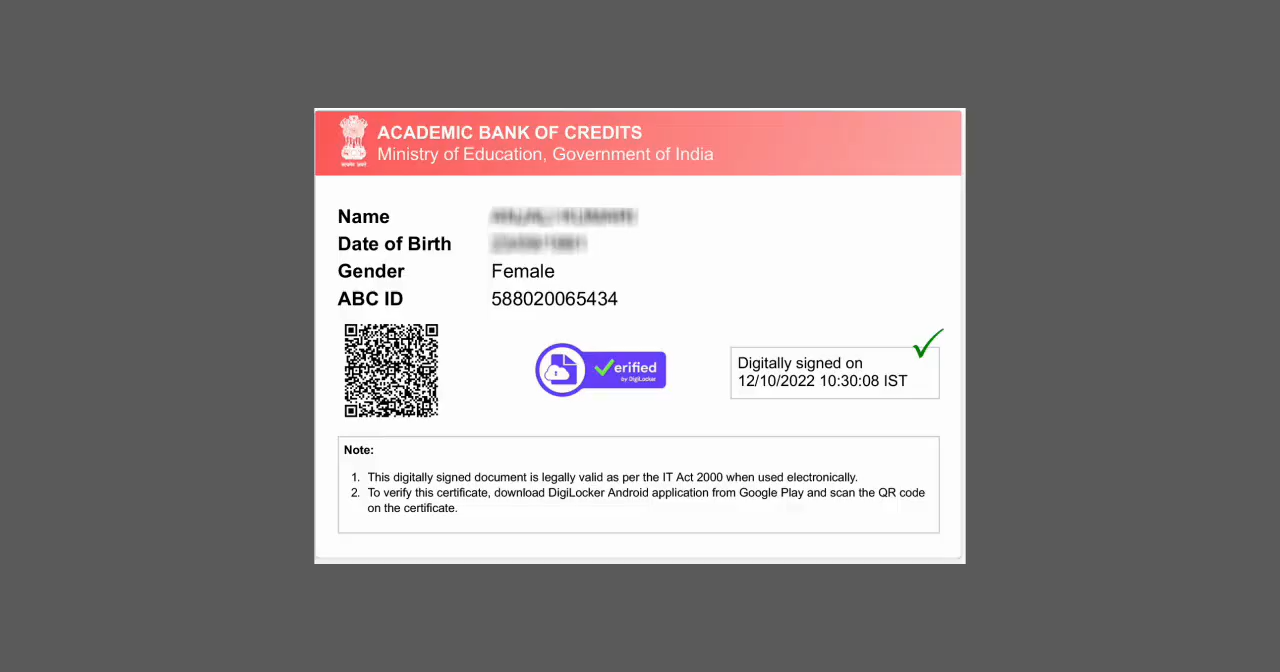 ACADEMIC BANK OF CREDITS
Ministry of Education, Government of India
Name
Date of Birth
Gender Female
ABC ID 588020065434
erified
by DigiLocker
Digitally signed on
12/10/2022 10:30:08 IST
Note:
1. This digitally signed document is legally valid as per the IT Act 2000 when used electronically.
2. To verify this certificate, download DigiLocker Android application from Google Play and scan the QR code
on the certificate.